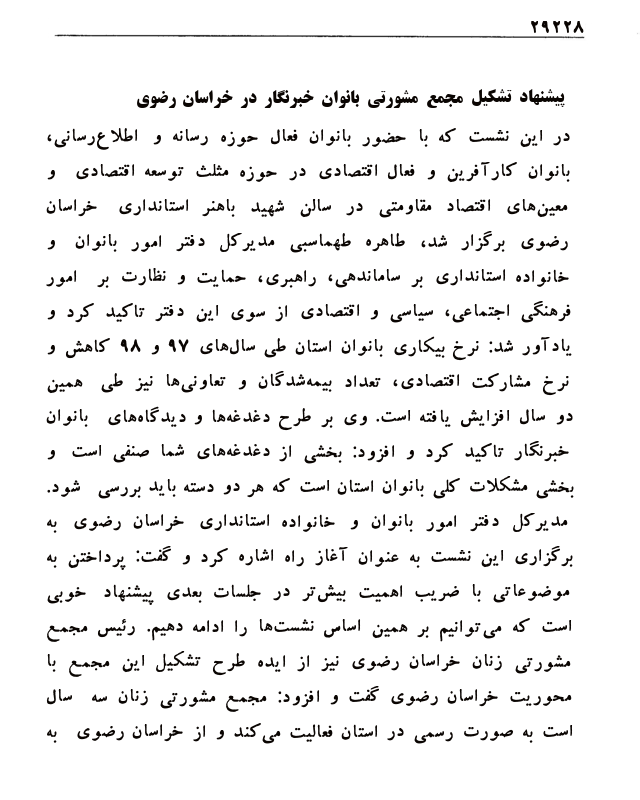 ۲۹۲۲۸
پیشنهاد تشکیل مجمع مشورتی بانوان خبرنگار در خراسان رضوی
در این نشست که با حضور بانوان فعال حوزه رسانه و اطلاع‌رسانی،
بانوان کارآفرین و فعال اقتصادی در حوزه مثلث توسعه اقتصادی و
معین‌های اقتصاد مقاومتی در سالن شهید باهنر استانداری خراسان
رضوی برگزار شد، طاهره طهماسبی مدیرکل دفتر امور بانوان و
خانواده استانداری بر ساماندهی، راهبری، حمایت و نظارت بر امور
فرهنگی اجتماعی، سیاسی و اقتصادی از سوی این دفتر تاکید کرد و
یادآور شد: نرخ بیکاری بانوان استان طی سال‌های ۹۷ و ۹۸ کاهش و
نرخ مشارکت اقتصادی، تعداد بیمه‌شدگان و تعاونی‌ها نیز طی همین
دو سال افزایش یافته است. وی بر طرح دغدغه‌ها و دیدگاه‌های بانوان
خبرنگار تاکید کرد و افزود: بخشی از دغدغه‌های شما صنفی است و
بخشی مشکلات کلی بانوان استان است که هر دو دسته باید بررسی شود.
مدیرکل دفتر امور بانوان و خانواده استانداری خراسان رضوی به
برگزاری این نشست به عنوان آغاز راه اشاره کرد و گفت: پرداختن به
موضوعاتی با ضریب اهمیت بیش‌تر در جلسات بعدی پیشنهاد خوبی
است که می‌توانیم بر همین اساس نشست‌ها را ادامه دهیم. رئیس مجمع
مشورتی زنان خراسان رضوی نیز از ایده طرح تشکیل این مجمع با
محوریت خراسان رضوی گفت و افزود: مجمع مشورتی زنان سه سال
است به صورت رسمی در استان فعالیت می‌کند و از خراسان رضوی به